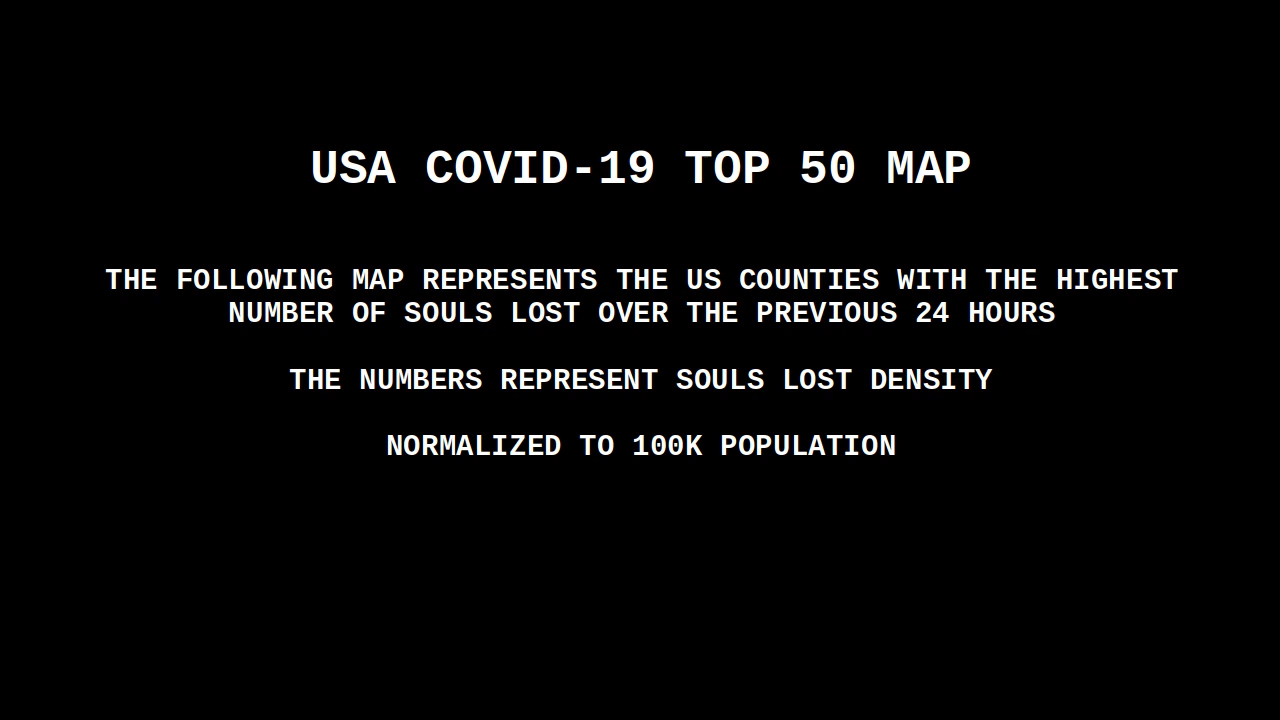 USA COVID-19 TOP 50 MAP
THE FOLLOWING MAP REPRESENTS THE US COUNTIES WITH THE HIGHEST
NUMBER OF SOULS LOST OVER THE PREVIOUS 24 HOURS
THE NUMBERS REPRESENT SOULS LOST DENSITY
NORMALIZED TO 100K POPULATION